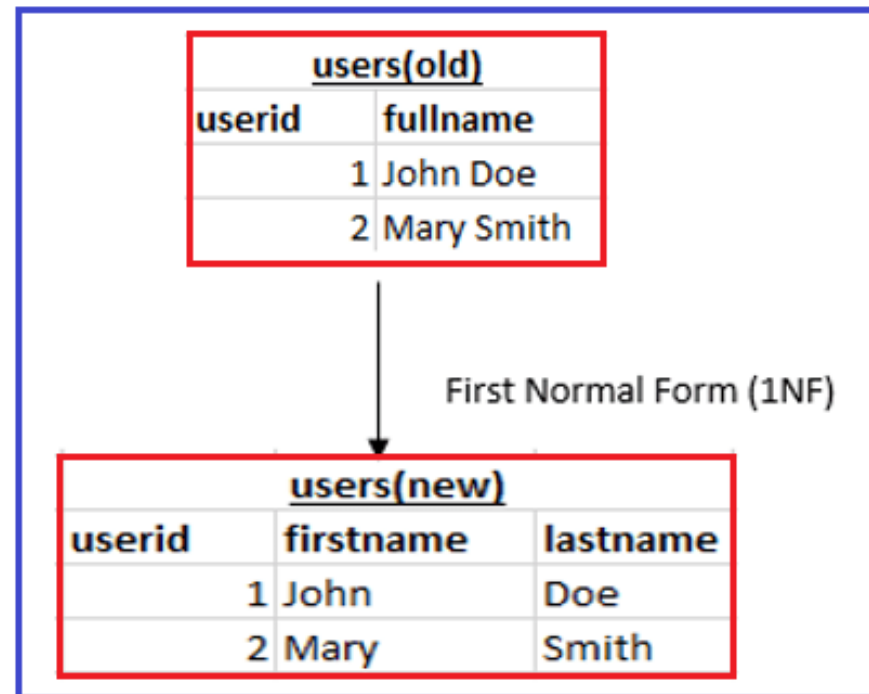 users(old)
userid fullname
1 John Doe
2 Mary Smith
First Normal Form (1NF)
users(new)
userid firstname lastname
1 John Doe
2 Mary Smith